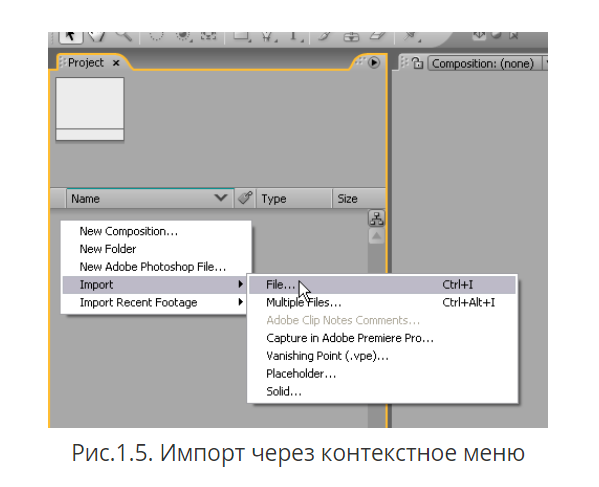 Project ×
Composition: (none)
Name Type Size
New Composition...
New Folder
New Adobe Photoshop File...
Import
Import Recent Footage
File... Ctrl+I
Multiple Files... Ctrl+Alt+I
Adobe Clip Notes Comments...
Capture in Adobe Premiere Pro...
Vanishing Point (.vpe)...
Placeholder...
Solid...
Рис.1.5. Импорт через контекстное меню